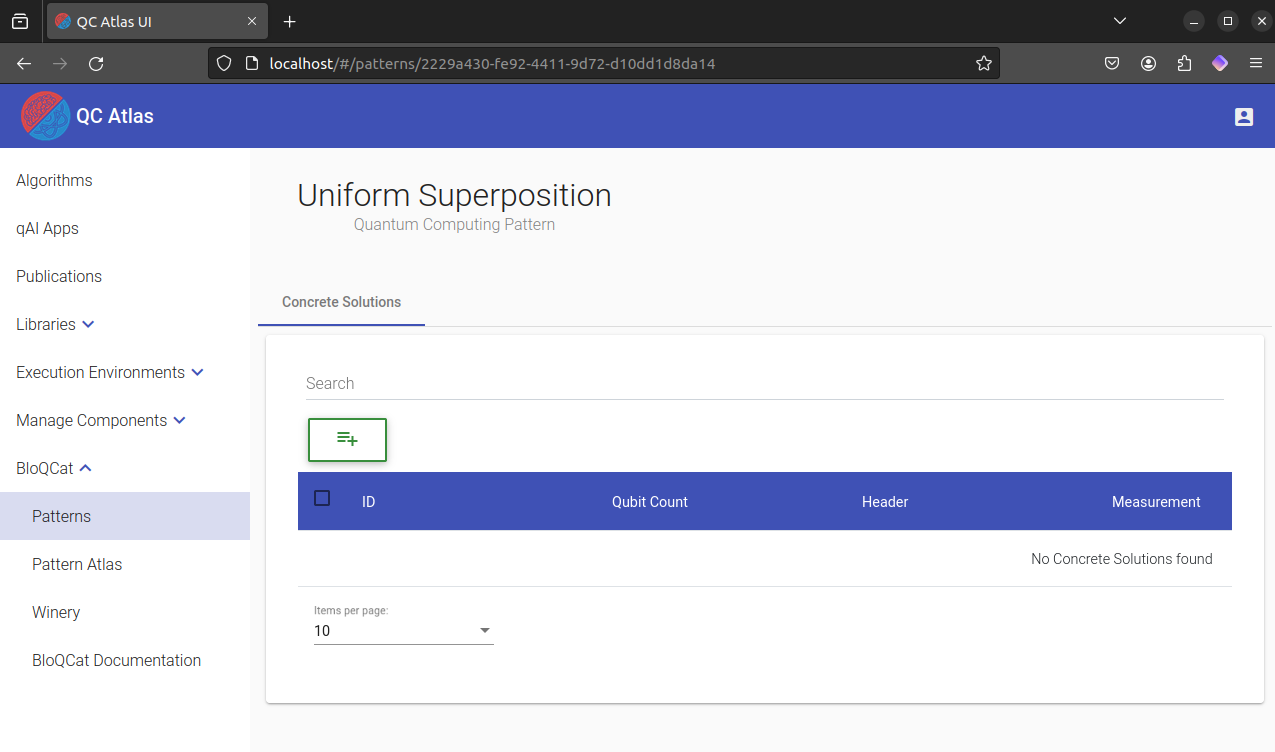 QC Atlas UI
localhost/#/patterns/2229a430-fe92-4411-9d72-d10dd1d8da14
QC Atlas
Algorithms
qAI Apps
Publications
Libraries
Execution Environments
Manage Components
BloQCat
Patterns
Pattern Atlas
Winery
BloQCat Documentation
Uniform Superposition
Quantum Computing Pattern
Concrete Solutions
Search
ID Qubit Count Header Measurement
No Concrete Solutions found
Items per page:
10